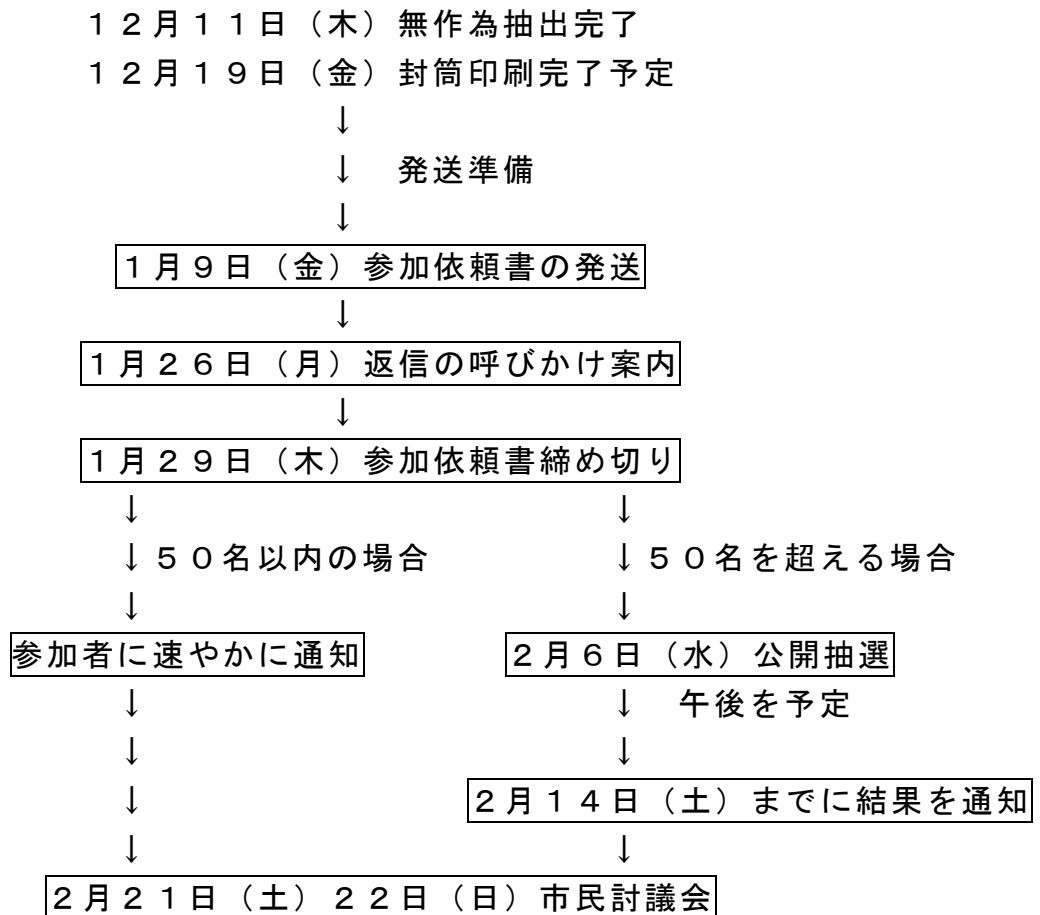 １２月１１日（木）無作為抽出完了
１２月１９日（金）封筒印刷完了予定
↓
↓　発送準備
↓
１月９日（金）参加依頼書の発送
↓
１月２６日（月）返信の呼びかけ案内
↓
１月２９日（木）参加依頼書締め切り
↓　↓
↓５０名以内の場合　↓５０名を超える場合
↓　↓
参加者に速やかに通知　２月６日（水）公開抽選
↓　↓　午後を予定
↓　↓
↓　２月１４日（土）までに結果を通知
↓　↓
２月２１日（土）２２日（日）市民討議会